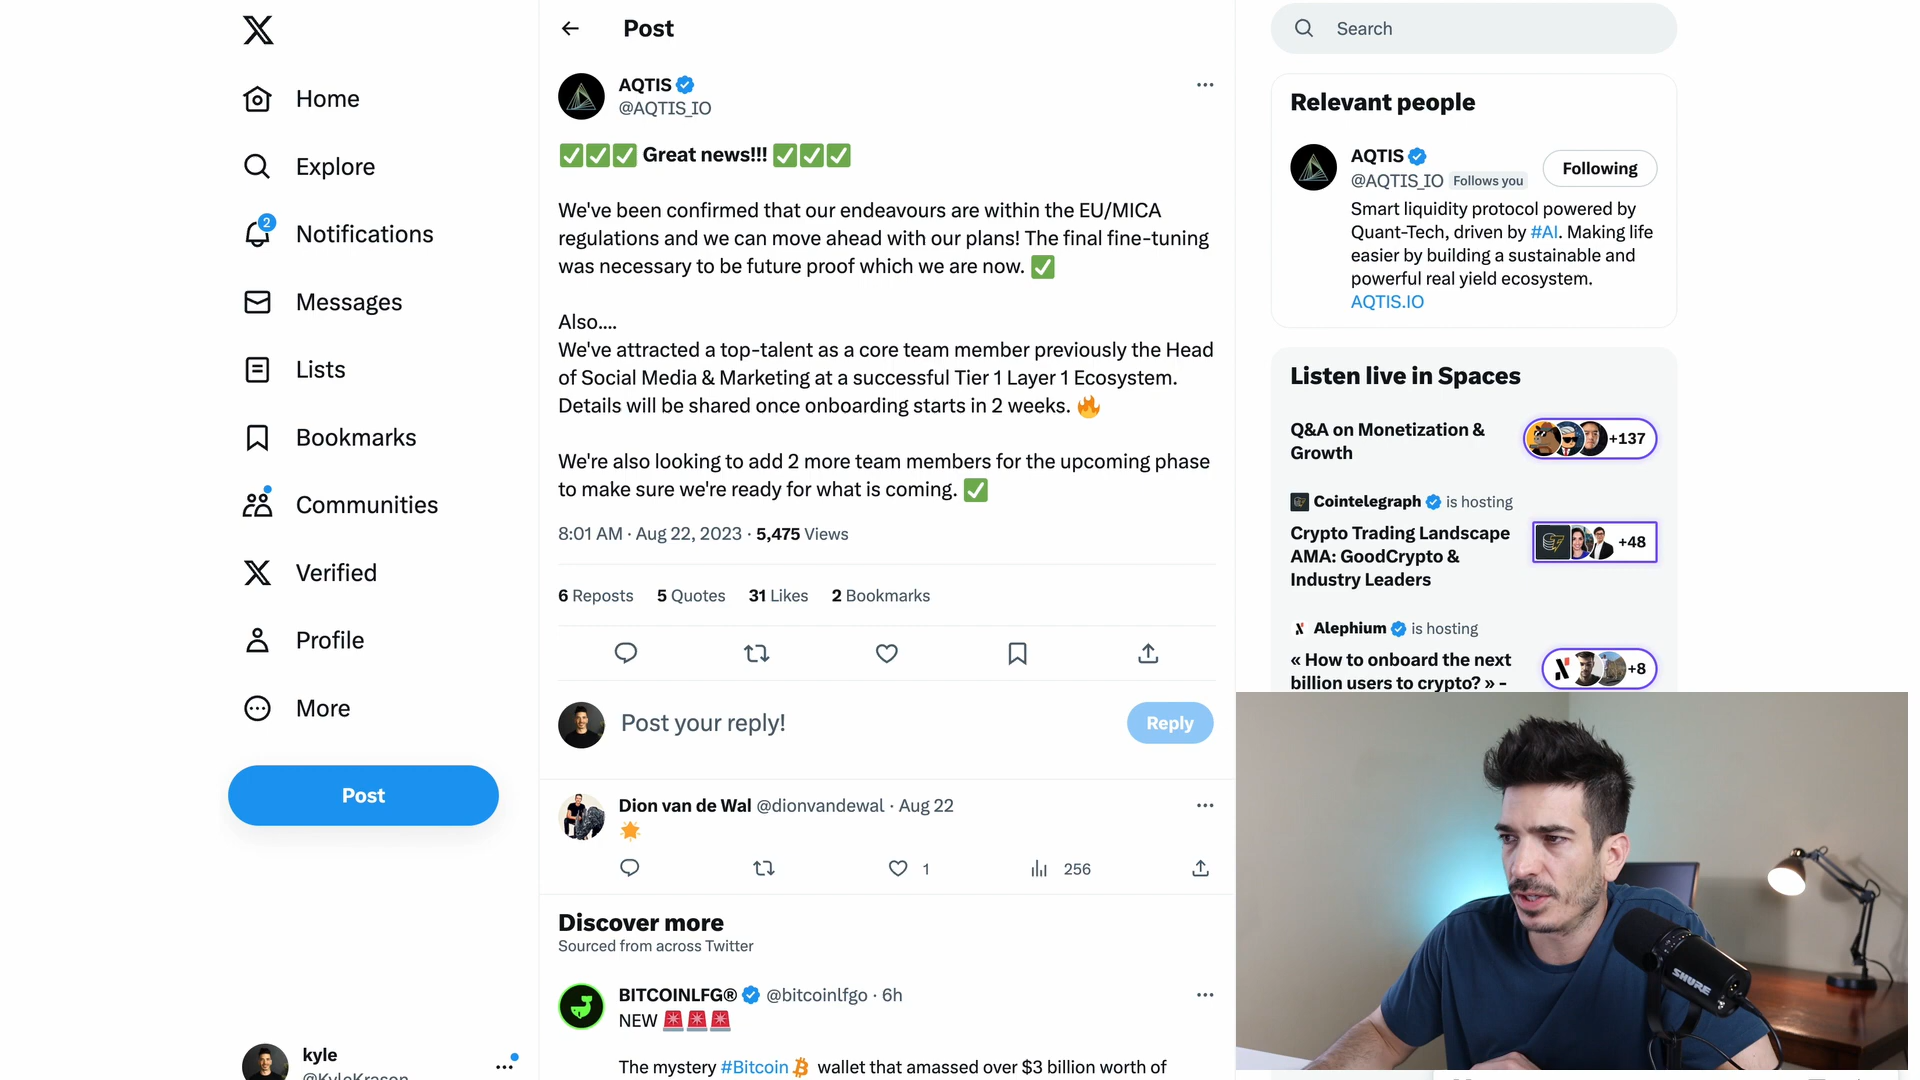 Home
Explore
2
Notifications
Messages
Lists
Bookmarks
Communities
Verified
Profile
More
Post
kyle
@KyleKrason
Post
AQTIS
@AQTIS_IO
✅✅✅ Great news!!! ✅✅✅
We've been confirmed that our endeavours are within the EU/MICA
regulations and we can move ahead with our plans! The final fine-tuning
was necessary to be future proof which we are now. ✅
Also....
We've attracted a top-talent as a core team member previously the Head
of Social Media & Marketing at a successful Tier 1 Layer 1 Ecosystem.
Details will be shared once onboarding starts in 2 weeks. 🔥
We're also looking to add 2 more team members for the upcoming phase
to make sure we're ready for what is coming. ✅
8:01 AM · Aug 22, 2023 · 5,475 Views
6 Reposts 5 Quotes 31 Likes 2 Bookmarks
Post your reply!
Reply
Dion van de Wal @dionvandewal · Aug 22
🌟
1 256
Discover more
Sourced from across Twitter
BITCOINLFG® @bitcoinlfgo · 6h
NEW 🚨🚨🚨
The mystery #Bitcoin wallet that amassed over $3 billion worth of
Search
Relevant people
AQTIS
@AQTIS_IO Follows you
Following
Smart liquidity protocol powered by
Quant-Tech, driven by #AI. Making life
easier by building a sustainable and
powerful real yield ecosystem.
AQTIS.IO
Listen live in Spaces
Q&A on Monetization &
Growth
+137
Cointelegraph is hosting
Crypto Trading Landscape
AMA: GoodCrypto &
Industry Leaders
+48
Alephium is hosting
« How to onboard the next
billion users to crypto? » -
+8
SHURE